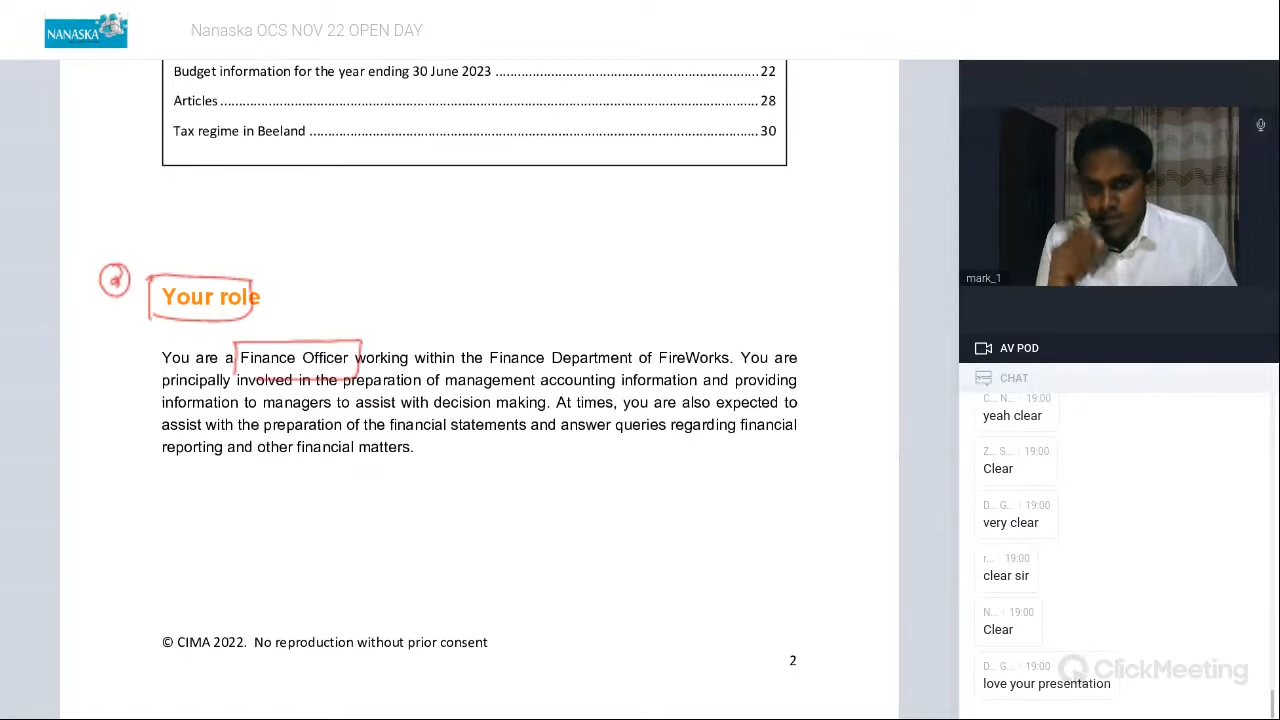 NANASKA
Nanaska OCS NOV 22 OPEN DAY
Budget information for the year ending 30 June 2023 ........ 22
Articles ........ 28
Tax regime in Beeland ........ 30
Your role
You are a Finance Officer working within the Finance Department of FireWorks. You are
principally involved in the preparation of management accounting information and providing
information to managers to assist with decision making. At times, you are also expected to
assist with the preparation of the financial statements and answer queries regarding financial
reporting and other financial matters.
© CIMA 2022. No reproduction without prior consent
2
mark_1
AV POD
CHAT
C... N... 19:00
yeah clear
Z... S... 19:00
Clear
D... G... 19:00
very clear
r... 19:00
clear sir
N... 19:00
Clear
D... G... 19:00
love your presentation
ClickMeeting